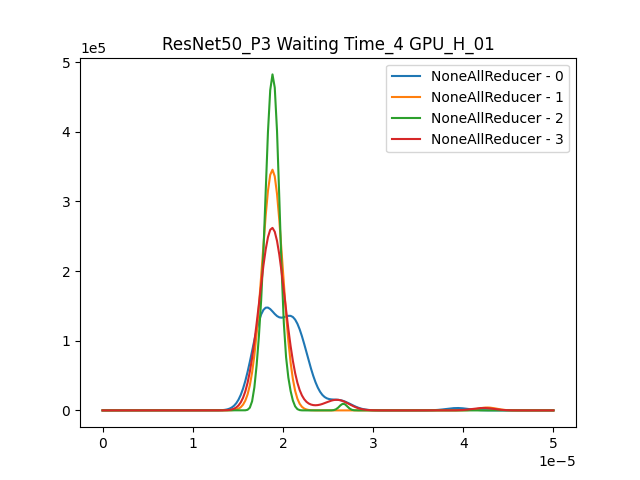 ResNet50_P3 Waiting Time_4 GPU_H_01
1e5
NoneAllReducer - 0
NoneAllReducer - 1
NoneAllReducer - 2
NoneAllReducer - 3
5
4
3
2
1
0
0 1 2 3 4 5
1e−5